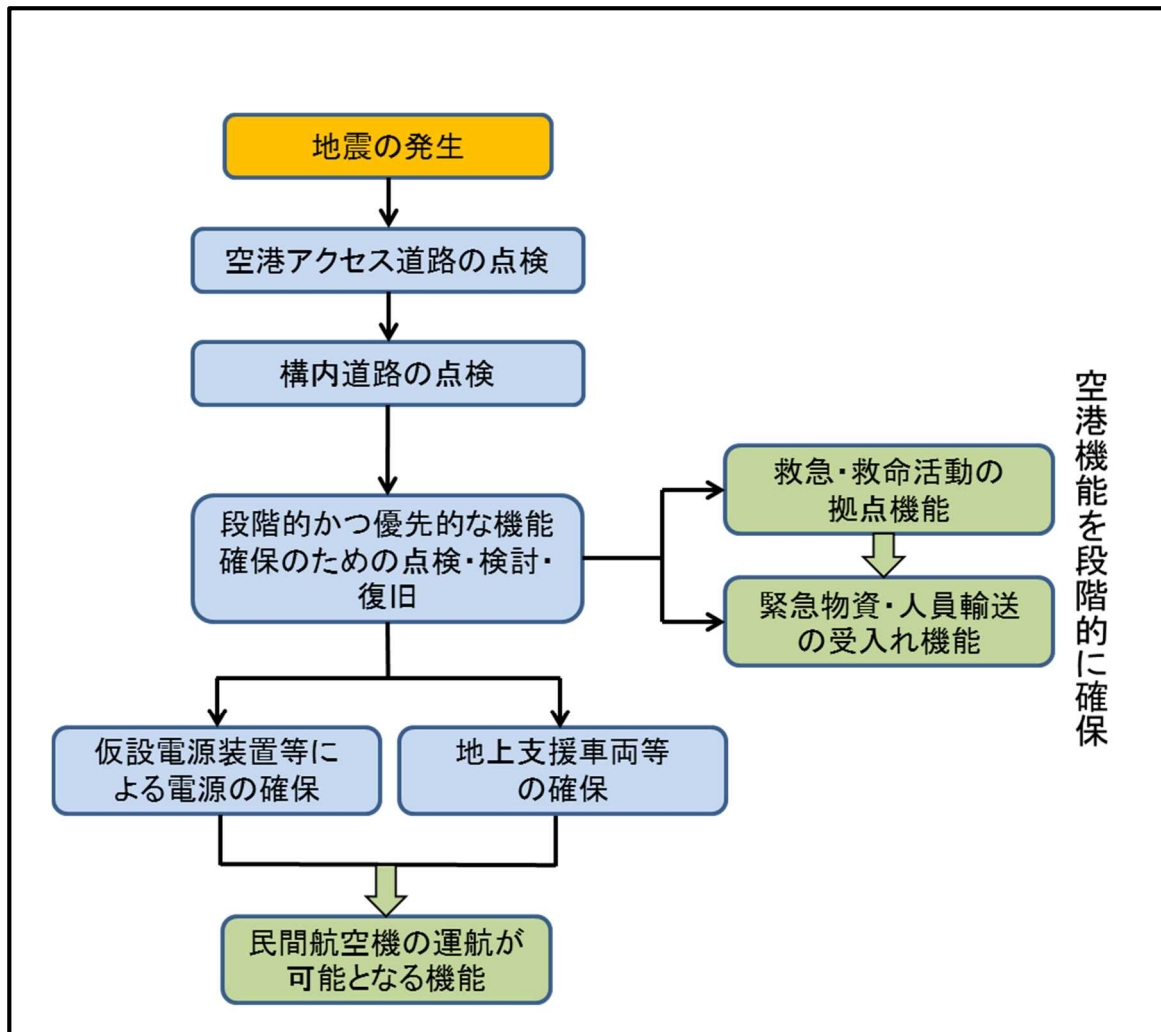 地震の発生
空港アクセス道路の点検
構内道路の点検
段階的かつ優先的な機能
確保のための点検・検討・
復旧
救急・救命活動の
拠点機能
緊急物資・人員輸送
の受入れ機能
空港機能を段階的に確保
仮設電源装置等に
よる電源の確保
地上支援車両等
の確保
民間航空機の運航が
可能となる機能